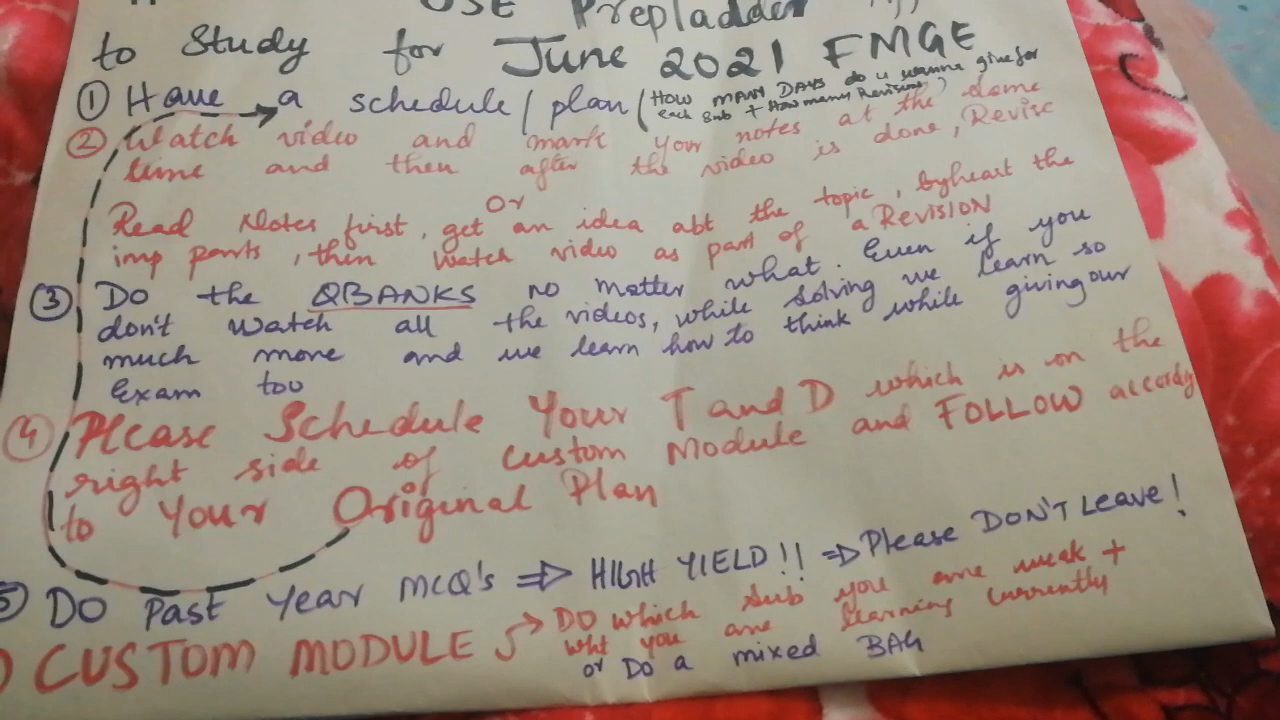 USE Prepladder
to Study for June 2021 FMGE
① Have a schedule / plan (HOW MANY DAYS do u wanna give for
each Sub + How many Revisions)
② Watch video and mark your notes at the same
time and then after the video is done, Revise
Or
Read Notes first, get an idea abt the topic, byheart the
imp parts, then watch video as part of a REVISION
③ Do the QBANKS no matter what. Even if you
don't watch all the videos, while solving we learn so
much more and we learn how to think while giving our
Exam too
④ Please Schedule Your T and D which is on the
right side of custom Module and FOLLOW accordy
to Your Original Plan
5 DO Past Year MCQ's ⇒ HIGH YIELD!! ⇒ Please DON'T Leave!
) CUSTOM MODULE → DO which sub you are weak +
wht you are learning currently
or Do a mixed BAG